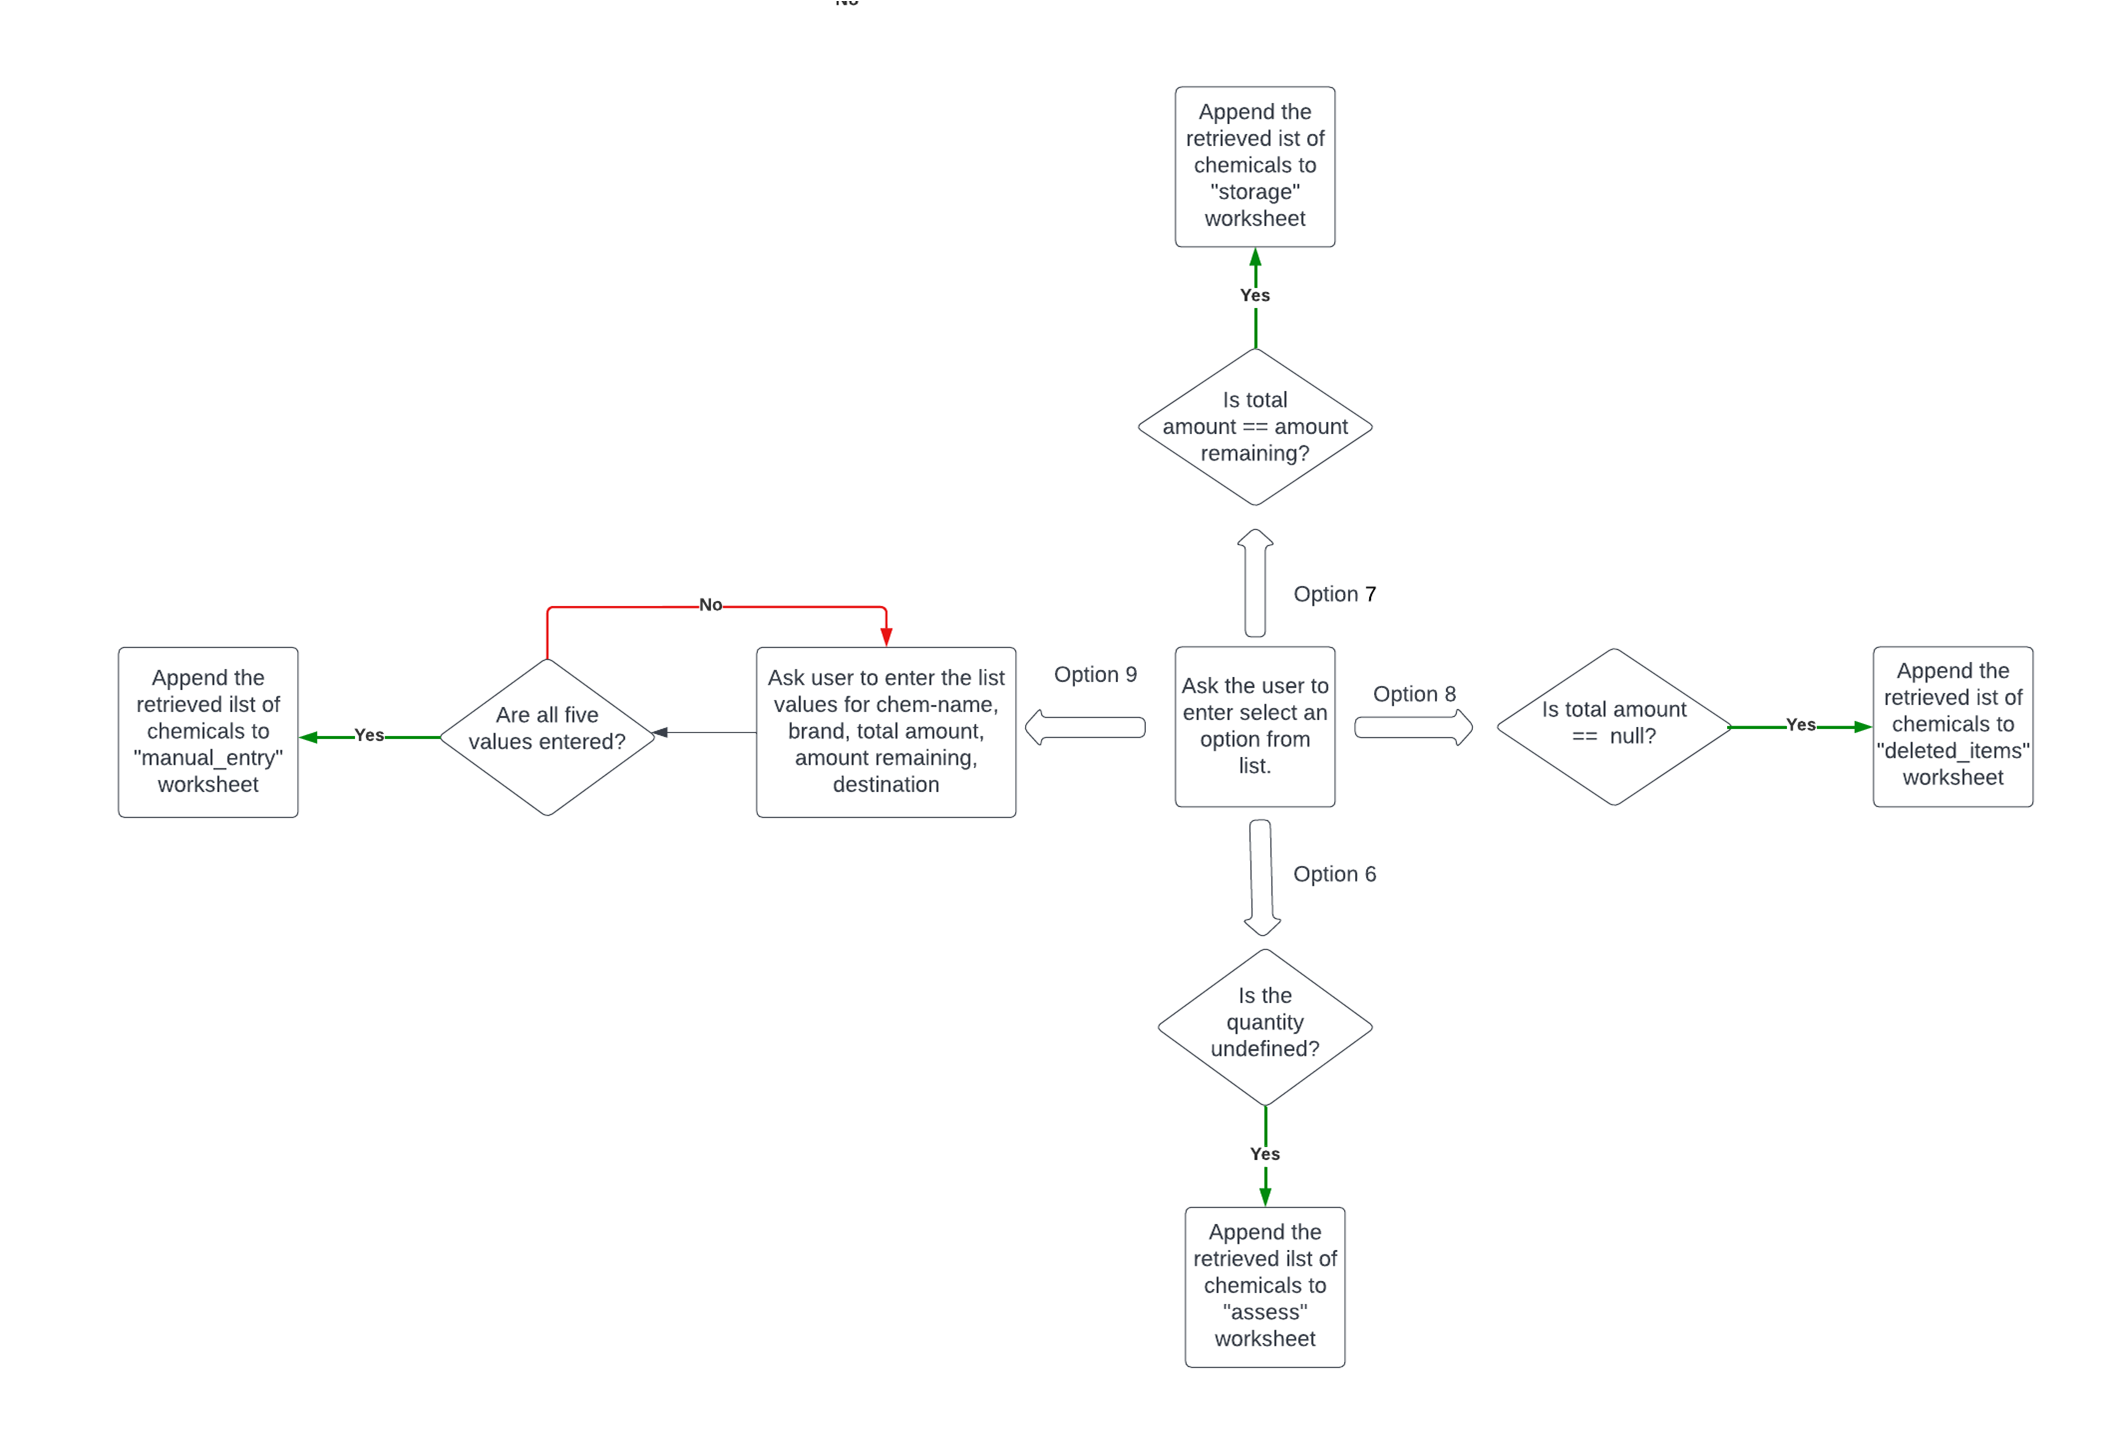 No
Append the
retrieved ist of
chemicals to
"storage"
worksheet
Yes
Is total
amount == amount
remaining?
Option 7
No
Append the
retrieved ilst of
chemicals to
"manual_entry"
worksheet
Yes
Are all five
values entered?
Ask user to enter the list
values for chem-name,
brand, total amount,
amount remaining,
destination
Option 9
Ask the user to
enter select an
option from
list.
Option 8
Is total amount
== null?
Yes
Append the
retrieved ist of
chemicals to
"deleted_items"
worksheet
Option 6
Is the
quantity
undefined?
Yes
Append the
retrieved ilst of
chemicals to
"assess"
worksheet